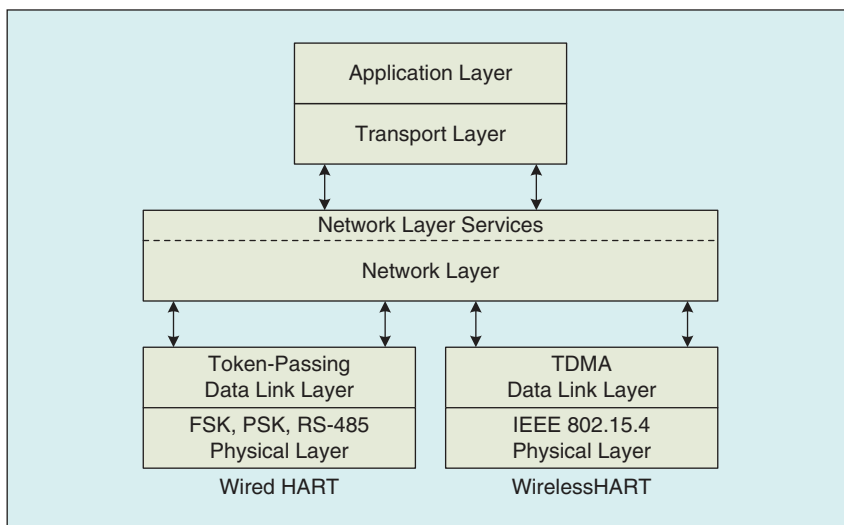 Application Layer
Transport Layer
Network Layer Services
Network Layer
Token-Passing
Data Link Layer
FSK, PSK, RS-485
Physical Layer
Wired HART
TDMA
Data Link Layer
IEEE 802.15.4
Physical Layer
WirelessHART